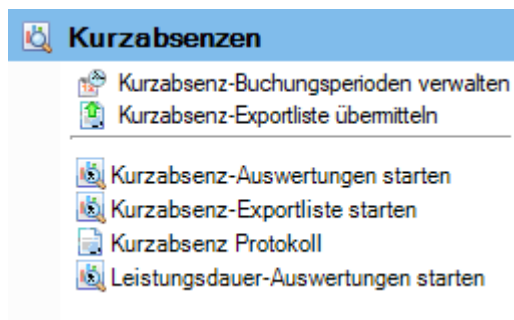 Kurzabsenzen
Kurzabsenz-Buchungsperioden verwalten
Kurzabsenz-Exportliste übermitteln
Kurzabsenz-Auswertungen starten
Kurzabsenz-Exportliste starten
Kurzabsenz Protokoll
Leistungsdauer-Auswertungen starten